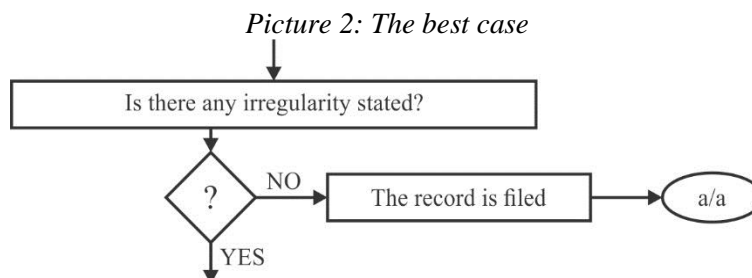 Picture 2: The best case
Is there any irregularity stated?
?
NO
The record is filed
a/a
YES